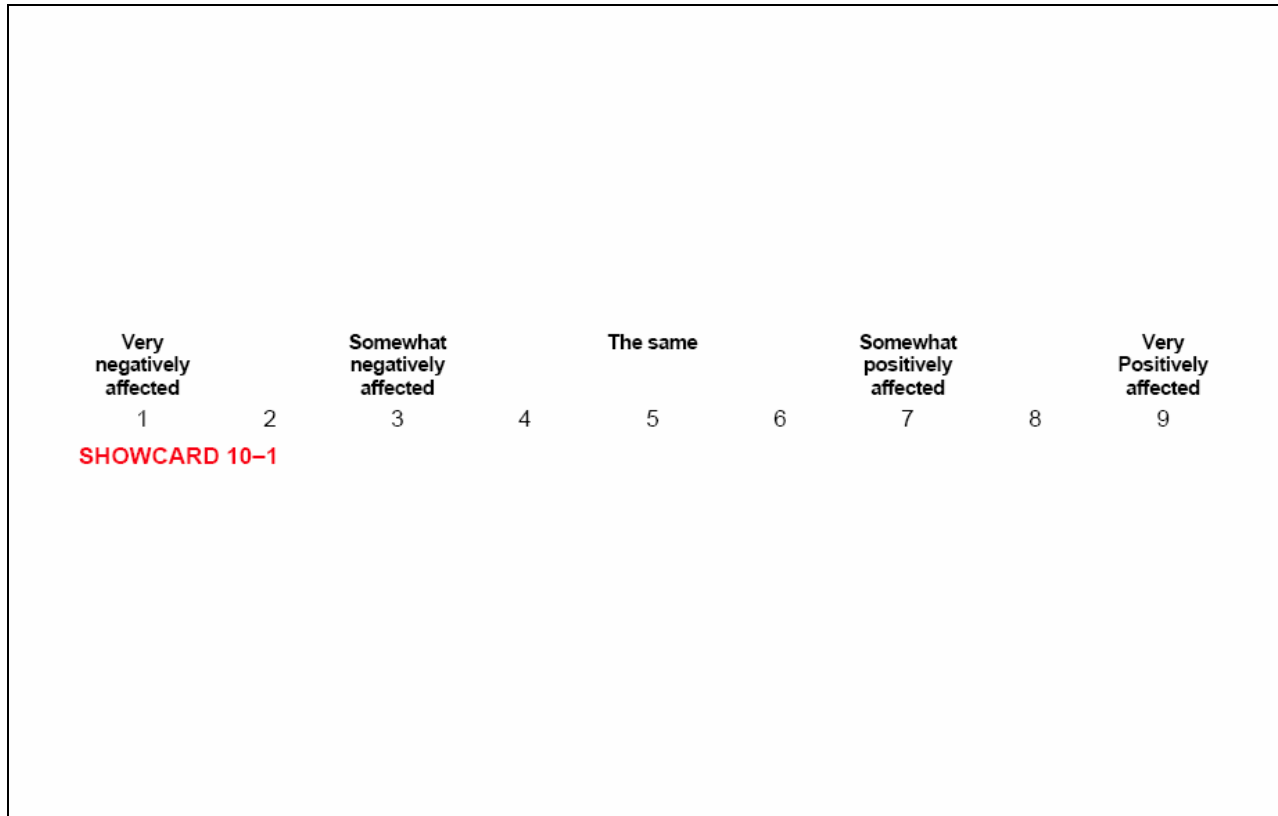 Very Somewhat The same Somewhat Very
negatively negatively positively Positively
affected affected affected affected
1 2 3 4 5 6 7 8 9
SHOWCARD 10–1